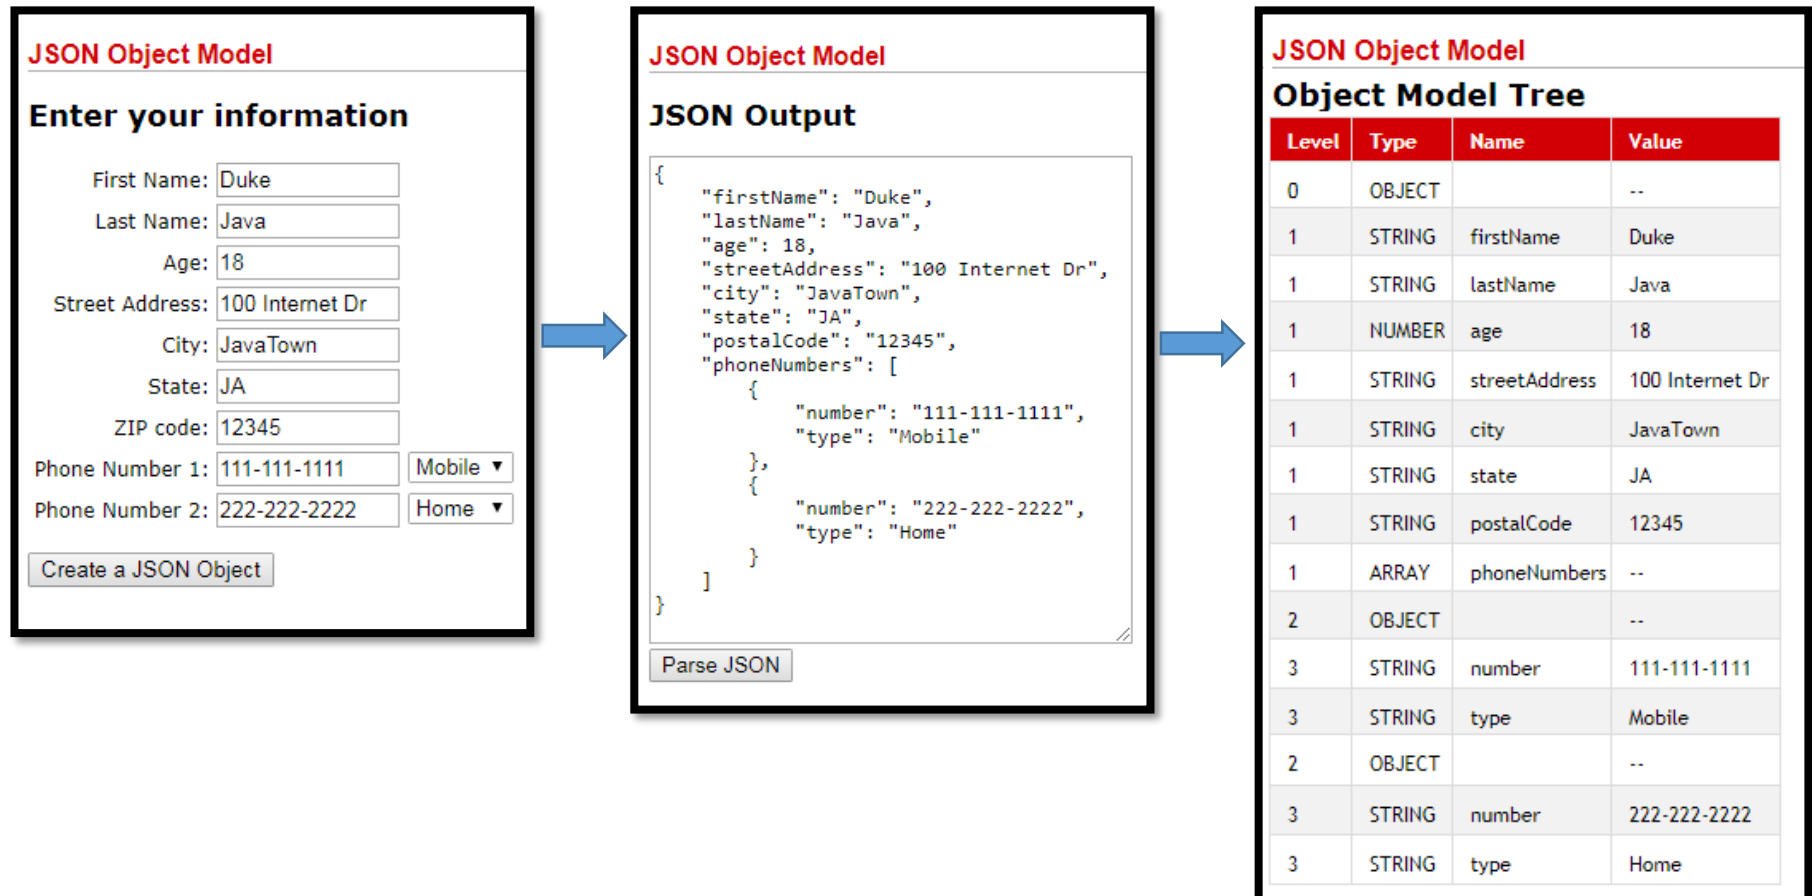 JSON Object Model
Enter your information
First Name: Duke
Last Name: Java
Age: 18
Street Address: 100 Internet Dr
City: JavaTown
State: JA
ZIP code: 12345
Phone Number 1: 111-111-1111 Mobile ▼
Phone Number 2: 222-222-2222 Home ▼
Create a JSON Object
JSON Object Model
JSON Output
{
    "firstName": "Duke",
    "lastName": "Java",
    "age": 18,
    "streetAddress": "100 Internet Dr",
    "city": "JavaTown",
    "state": "JA",
    "postalCode": "12345",
    "phoneNumbers": [
        {
            "number": "111-111-1111",
            "type": "Mobile"
        },
        {
            "number": "222-222-2222",
            "type": "Home"
        }
    ]
}
Parse JSON
JSON Object Model
Object Model Tree
Level Type Name Value
0 OBJECT --
1 STRING firstName Duke
1 STRING lastName Java
1 NUMBER age 18
1 STRING streetAddress 100 Internet Dr
1 STRING city JavaTown
1 STRING state JA
1 STRING postalCode 12345
1 ARRAY phoneNumbers --
2 OBJECT --
3 STRING number 111-111-1111
3 STRING type Mobile
2 OBJECT --
3 STRING number 222-222-2222
3 STRING type Home